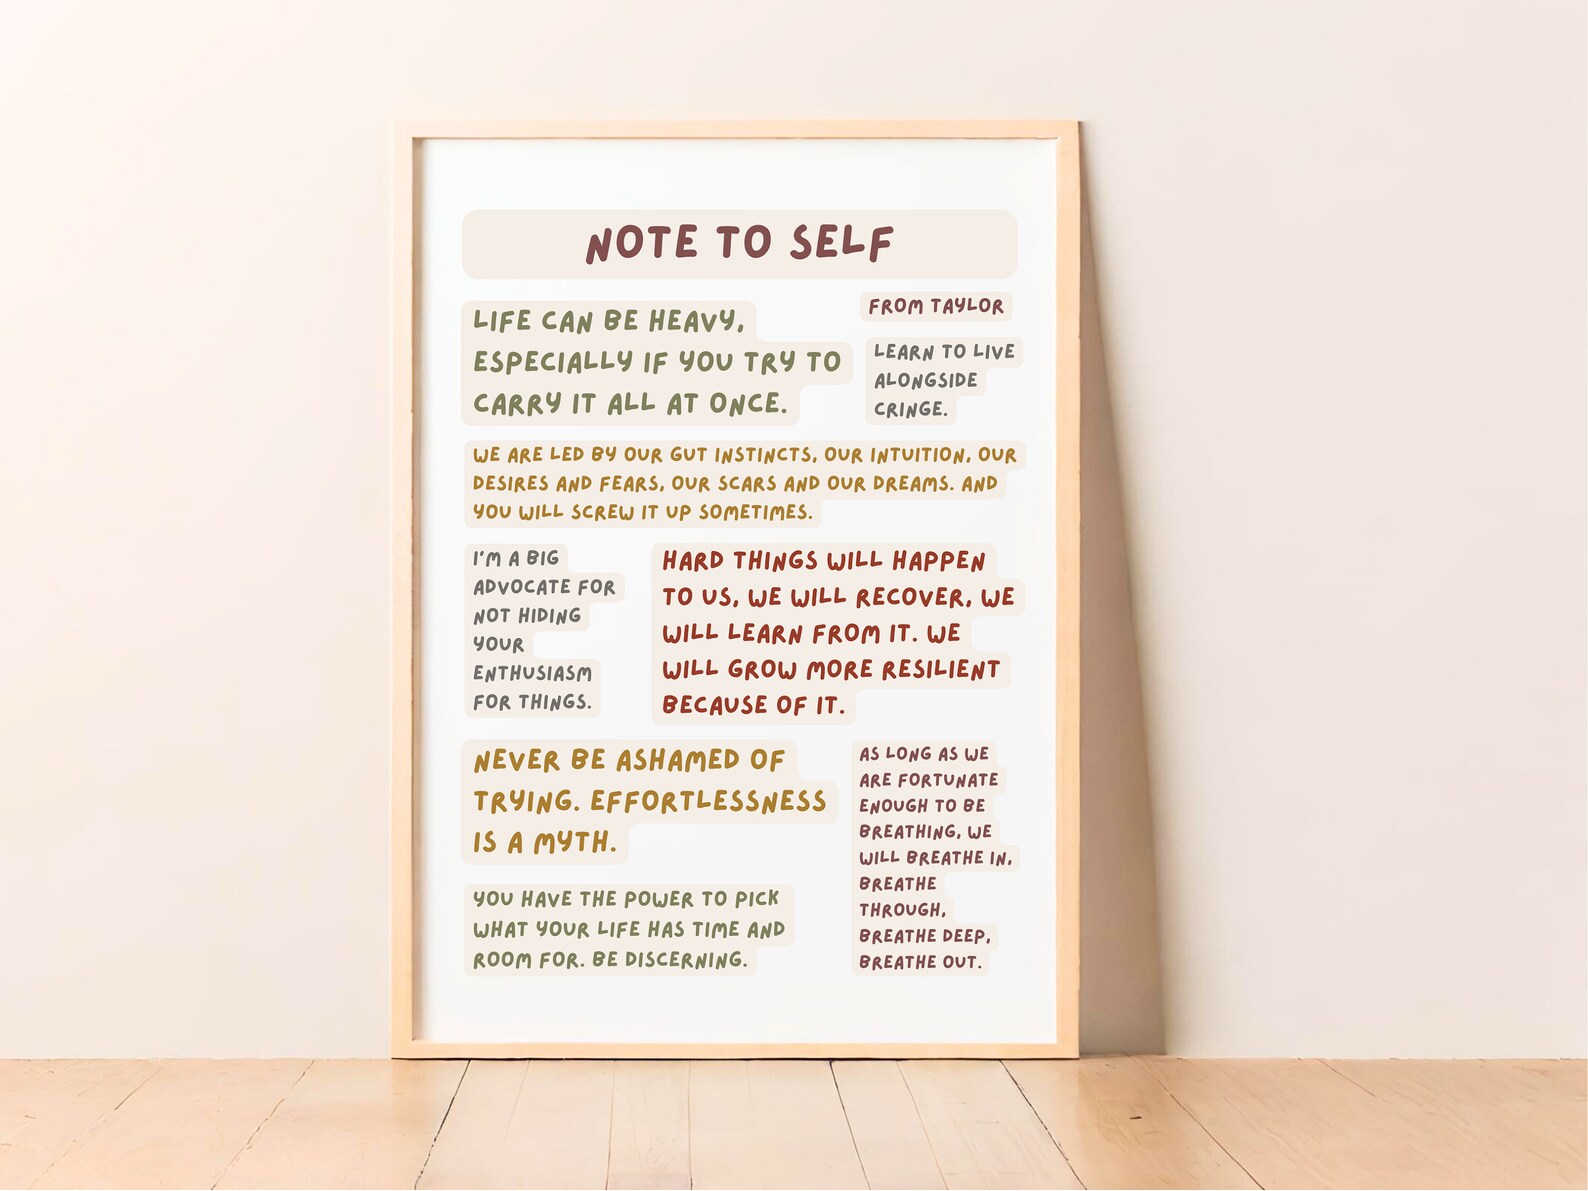 NOTE TO SELF
FROM TAYLOR
LIFE CAN BE HEAVY,
ESPECIALLY IF YOU TRY TO
CARRY IT ALL AT ONCE.
LEARN TO LIVE
ALONGSIDE
CRINGE.
WE ARE LED BY OUR GUT INSTINCTS, OUR INTUITION, OUR
DESIRES AND FEARS, OUR SCARS AND OUR DREAMS. AND
YOU WILL SCREW IT UP SOMETIMES.
I'M A BIG
ADVOCATE FOR
NOT HIDING
YOUR
ENTHUSIASM
FOR THINGS.
HARD THINGS WILL HAPPEN
TO US, WE WILL RECOVER, WE
WILL LEARN FROM IT. WE
WILL GROW MORE RESILIENT
BECAUSE OF IT.
NEVER BE ASHAMED OF
TRYING. EFFORTLESSNESS
IS A MYTH.
AS LONG AS WE
ARE FORTUNATE
ENOUGH TO BE
BREATHING, WE
WILL BREATHE IN,
BREATHE
THROUGH,
BREATHE DEEP,
BREATHE OUT.
YOU HAVE THE POWER TO PICK
WHAT YOUR LIFE HAS TIME AND
ROOM FOR. BE DISCERNING.